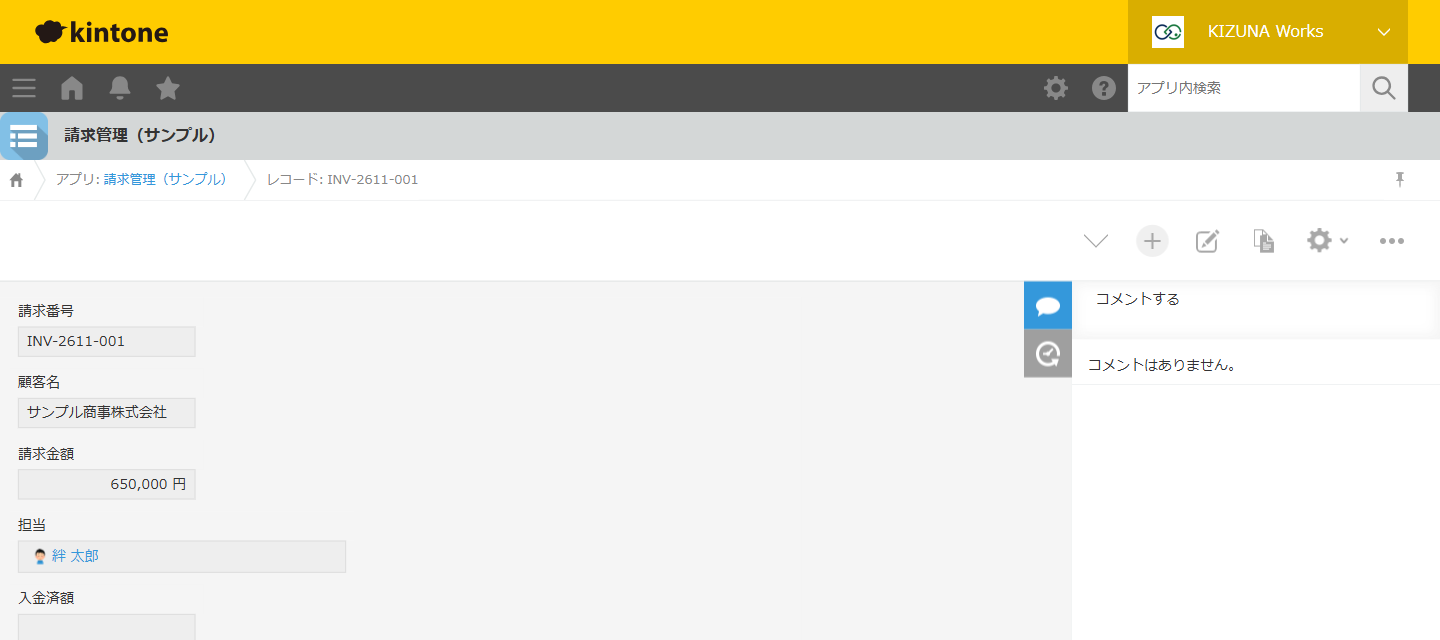 kintone
KIZUNA Works
アプリ内検索
請求管理（サンプル）
アプリ: 請求管理（サンプル）
レコード: INV-2611-001
請求番号
INV-2611-001
顧客名
サンプル商事株式会社
請求金額
650,000 円
担当
絆 太郎
入金済額
コメントする
コメントはありません。